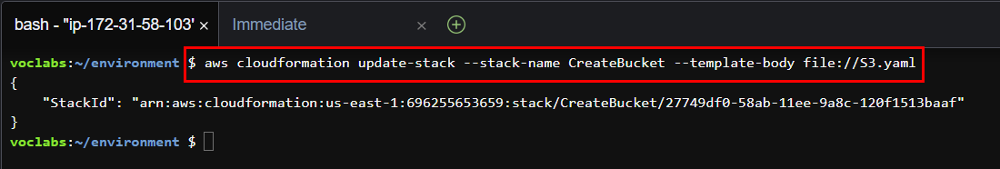 bash - "ip-172-31-58-103' × Immediate ×
voclabs:~/environment $ aws cloudformation update-stack --stack-name CreateBucket --template-body file://S3.yaml
{
    "StackId": "arn:aws:cloudformation:us-east-1:696255653659:stack/CreateBucket/27749df0-58ab-11ee-9a8c-120f1513baaf"
}
voclabs:~/environment $